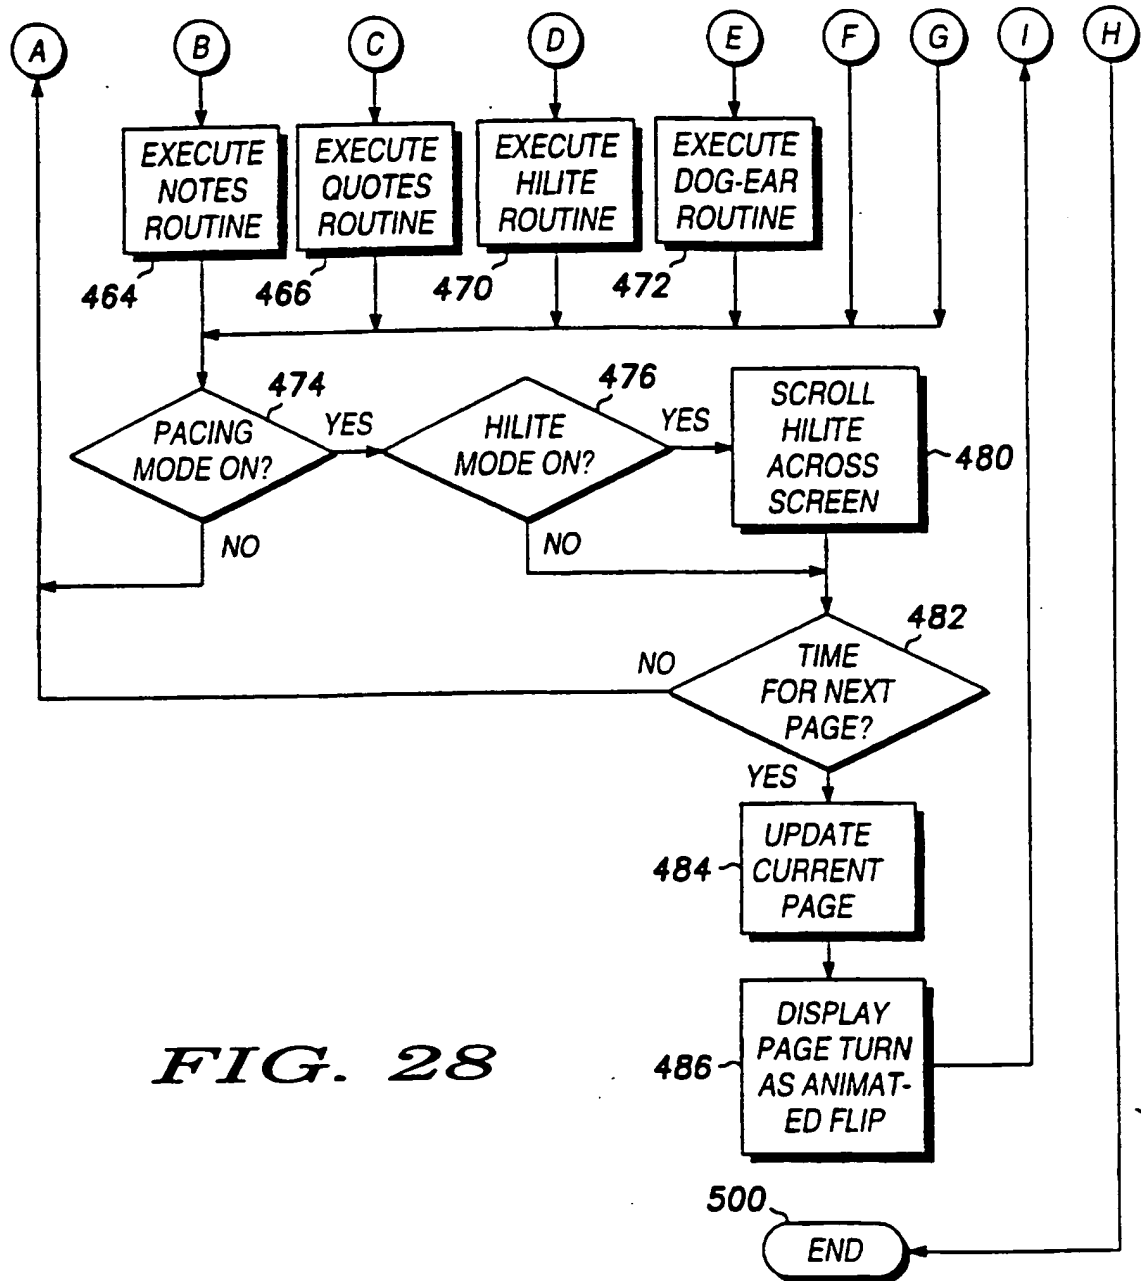 A B C D E F G I H
EXECUTE
NOTES
ROUTINE
464
EXECUTE
QUOTES
ROUTINE
466
EXECUTE
HILITE
ROUTINE
470
EXECUTE
DOG-EAR
ROUTINE
472
PACING
MODE ON?
474
YES
NO
HILITE
MODE ON?
476
YES
NO
SCROLL
HILITE
ACROSS
SCREEN
480
TIME
FOR NEXT
PAGE?
482
NO
YES
UPDATE
CURRENT
PAGE
484
DISPLAY
PAGE TURN
AS ANIMAT-
ED FLIP
486
FIG. 28
500
END